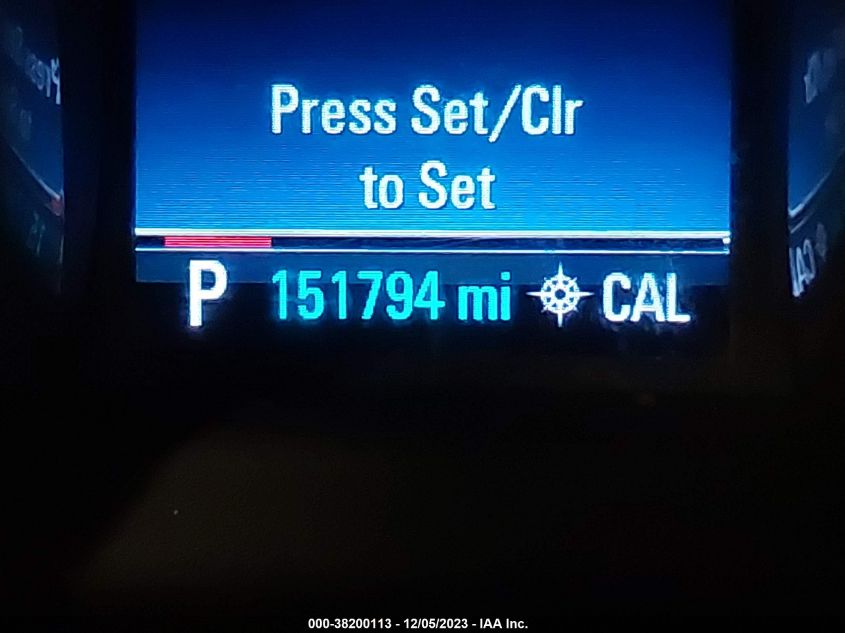 Press Set/Clr
to Set
P 151794 mi CAL
000-38200113 - 12/05/2023 - IAA Inc.